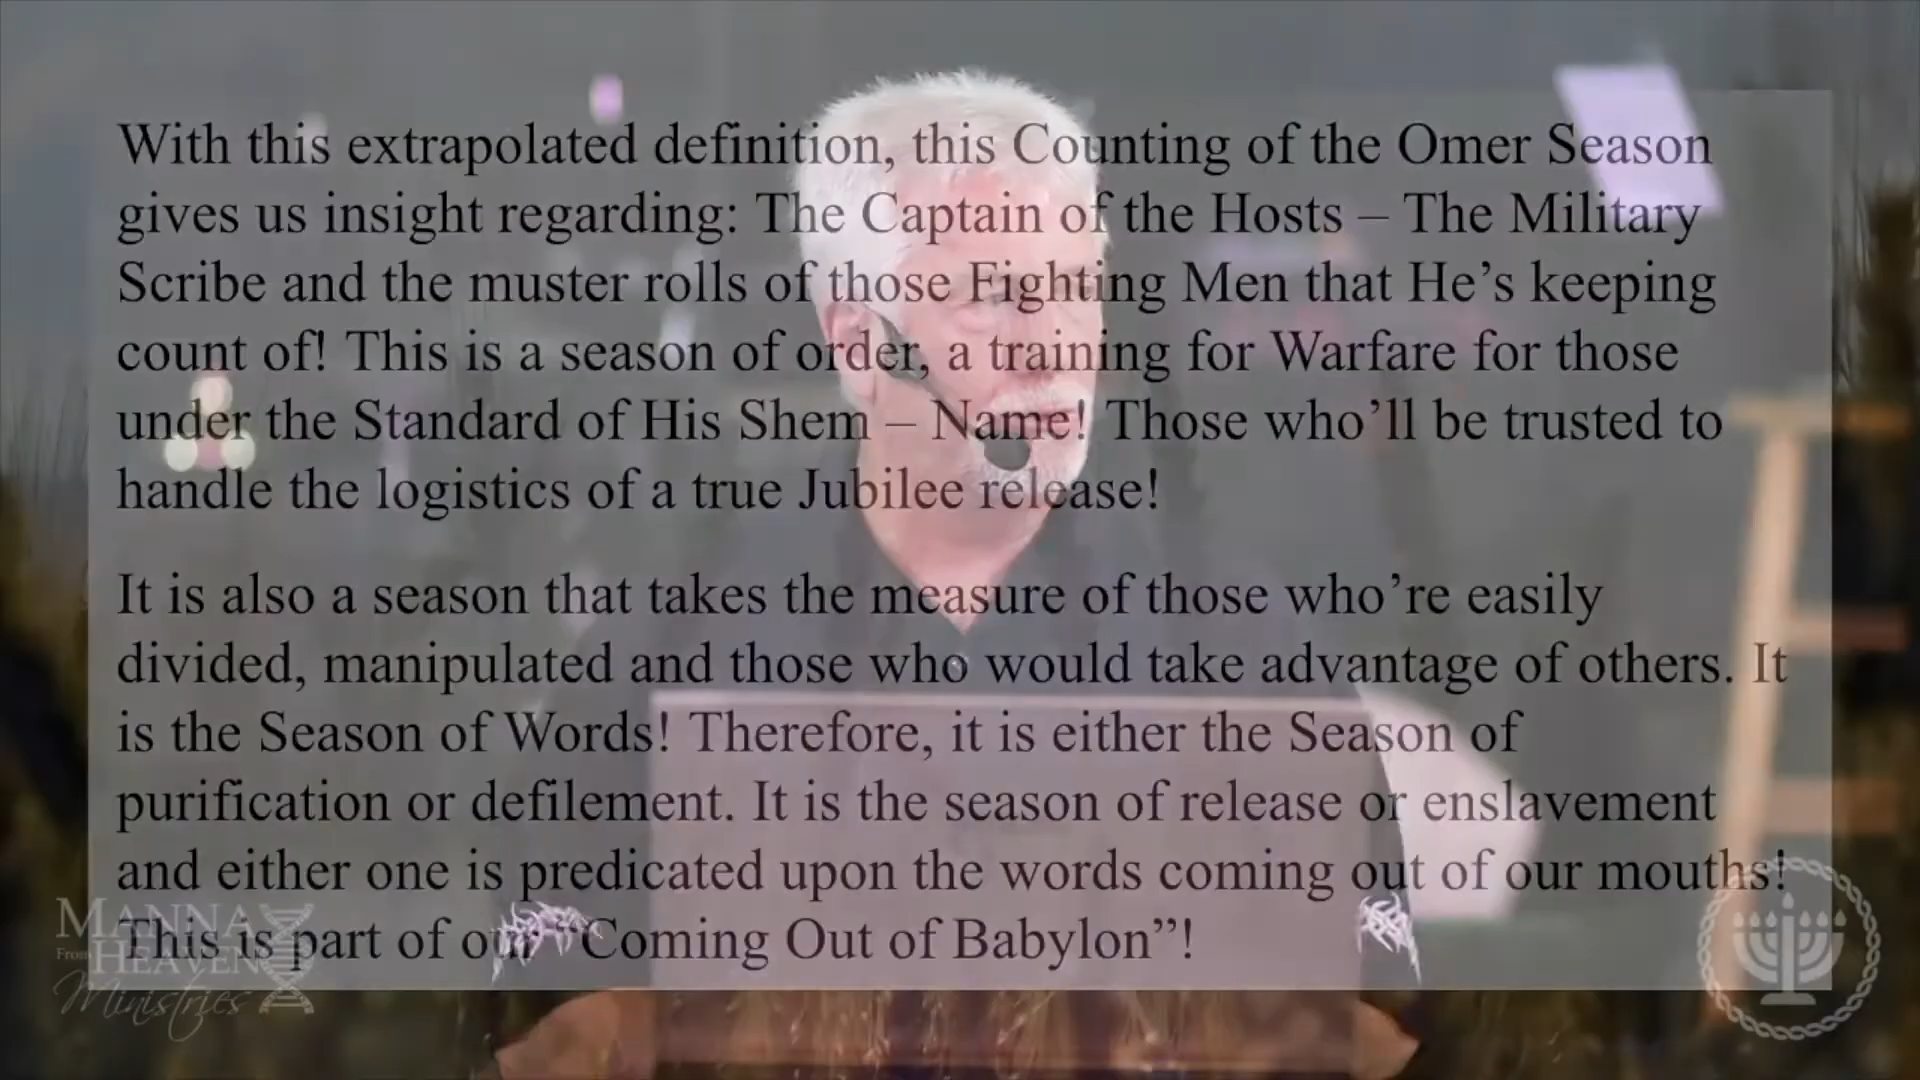 With this extrapolated definition, this Counting of the Omer Season
gives us insight regarding: The Captain of the Hosts – The Military
Scribe and the muster rolls of those Fighting Men that He’s keeping
count of! This is a season of order, a training for Warfare for those
under the Standard of His Shem – Name! Those who’ll be trusted to
handle the logistics of a true Jubilee release!
It is also a season that takes the measure of those who’re easily
divided, manipulated and those who would take advantage of others. It
is the Season of Words! Therefore, it is either the Season of
purification or defilement. It is the season of release or enslavement
and either one is predicated upon the words coming out of our mouths!
This is part of our “Coming Out of Babylon”!
MANNA
From HEAVEN
Ministries